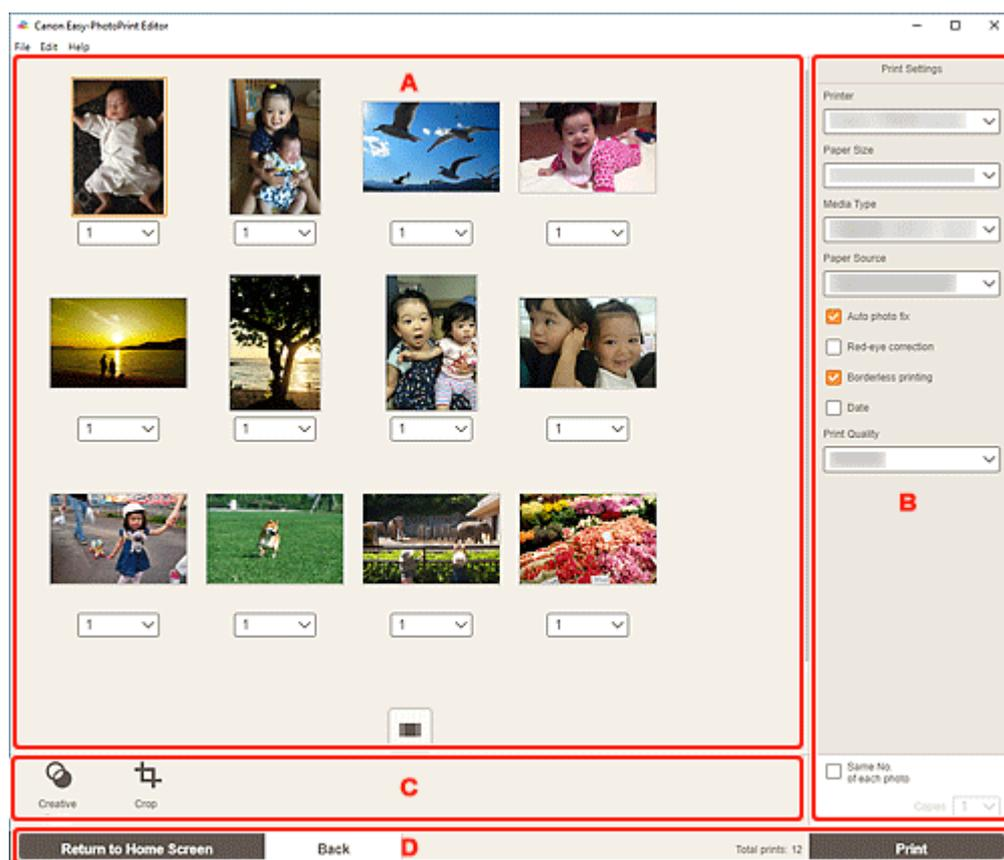 Canon Easy-PhotoPrint Editor
File Edit Help
A
Print Settings
Printer
Paper Size
1 1 1 1
Media Type
Paper Source
Auto photo fix
Red-eye correction
Borderless printing
Date
1 1 1 1
Print Quality
B
1 1 1 1
Same No.
of each photo
C
Creative Crop
Copies 1
Return to Home Screen Back D Total prints: 12 Print